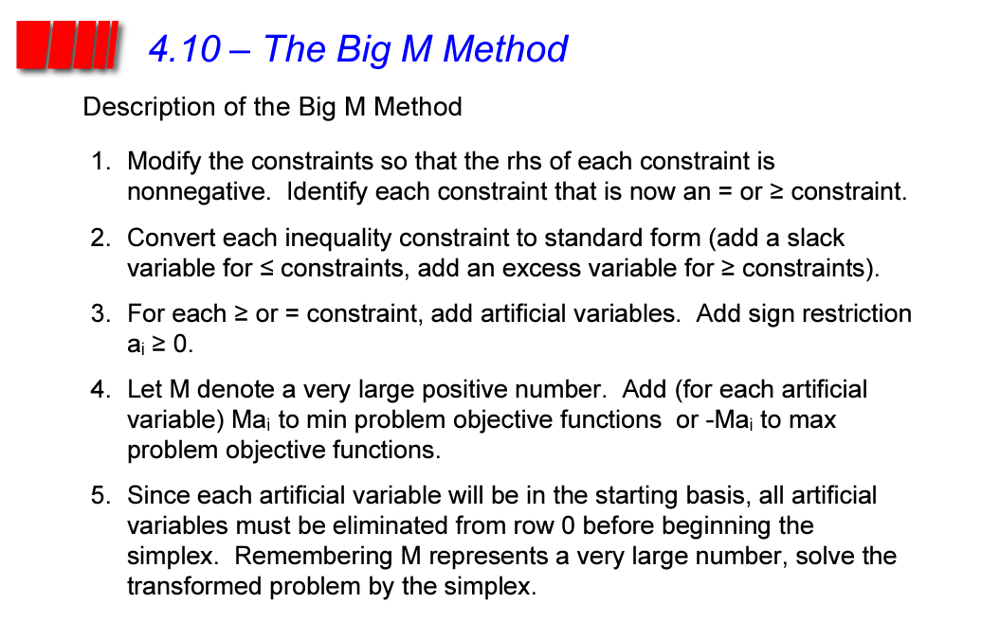 4.10 – The Big M Method
Description of the Big M Method
1. Modify the constraints so that the rhs of each constraint is
nonnegative. Identify each constraint that is now an = or ≥ constraint.
2. Convert each inequality constraint to standard form (add a slack
variable for ≤ constraints, add an excess variable for ≥ constraints).
3. For each ≥ or = constraint, add artificial variables. Add sign restriction
aᵢ ≥ 0.
4. Let M denote a very large positive number. Add (for each artificial
variable) Maᵢ to min problem objective functions or -Maᵢ to max
problem objective functions.
5. Since each artificial variable will be in the starting basis, all artificial
variables must be eliminated from row 0 before beginning the
simplex. Remembering M represents a very large number, solve the
transformed problem by the simplex.